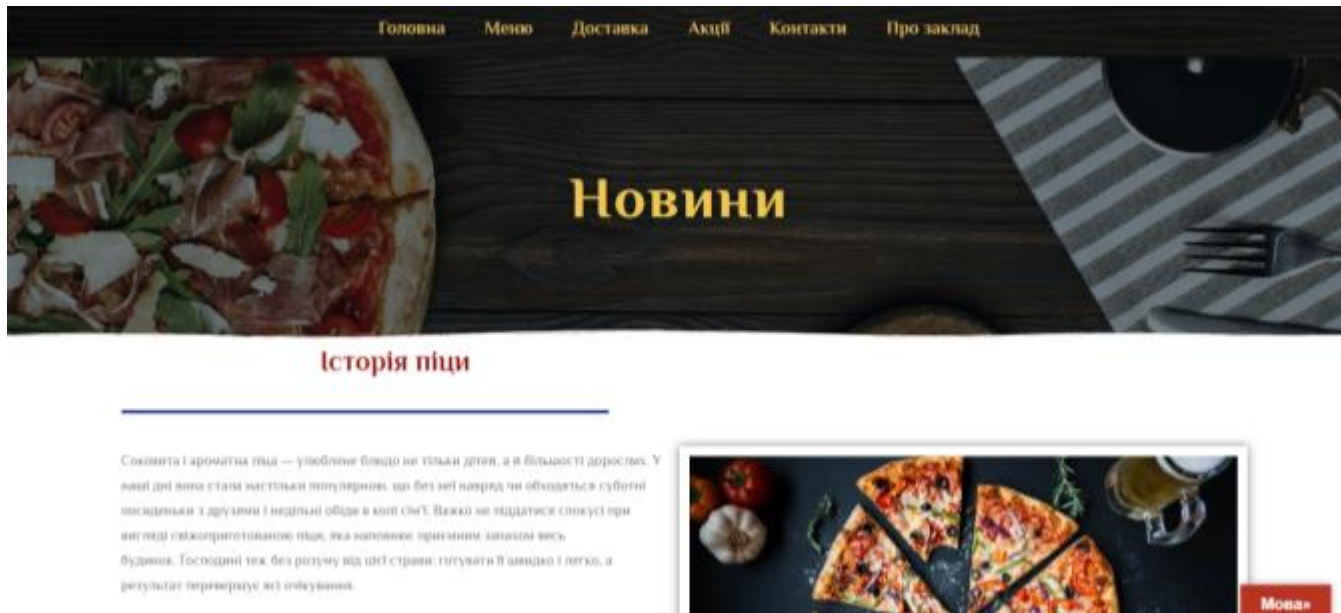 Головна Меню Доставка Акції Контакти Про заклад
Новини
Історія піци
Соковита і ароматна піца — улюблене блюдо не тільки дітей, а й більшості дорослих. У
наші дні вона стала настільки популярною, що без неї навряд чи обходяться суботні
посиденьки з друзями і недільні обіди в колі сім'ї. Важко не піддатися спокусі при
вигляді свіжоприготованою піци, яка наповнює приємним запахом весь
будинок. Господині теж без розуму від цієї страви: готувати її швидко і легко, а
результат перевершує всі очікування.
Мова»